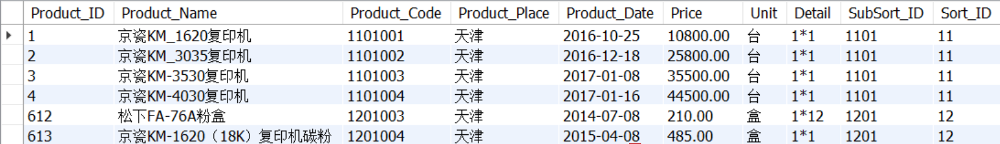 Product_ID Product_Name Product_Code Product_Place Product_Date Price Unit Detail SubSort_ID Sort_ID
1 京瓷KM_1620复印机 1101001 天津 2016-10-25 10800.00 台 1*1 1101 11
2 京瓷KM_3035复印机 1101002 天津 2016-12-18 25800.00 台 1*1 1101 11
3 京瓷KM-3530复印机 1101003 天津 2017-01-08 35500.00 台 1*1 1101 11
4 京瓷KM-4030复印机 1101004 天津 2017-01-16 44500.00 台 1*1 1101 11
612 松下FA-76A粉盒 1201003 天津 2014-07-08 210.00 盒 1*12 1201 12
613 京瓷KM-1620（18K）复印机碳粉 1201004 天津 2015-04-08 485.00 盒 1*1 1201 12